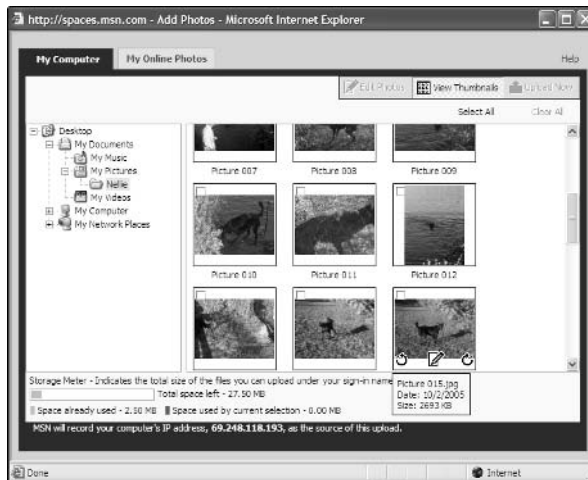 http://spaces.msn.com - Add Photos - Microsoft Internet Explorer
My Computer
My Online Photos
Help
Edit Photos
View Thumbnails
Upload Now
Select All
Clear All
Desktop
My Documents
My Music
My Pictures
Nellie
My Videos
My Computer
My Network Places
Picture 007
Picture 008
Picture 009
Picture 010
Picture 011
Picture 012
Storage Meter - Indicates the total size of the files you can upload under your sign-in name
Total space left - 27.50 MB
Space already used - 2.50 MB
Space used by current selection - 0.00 MB
Picture 015.jpg
Date: 10/2/2005
Size: 2693 KB
MSN will record your computer's IP address, 69.248.118.193, as the source of this upload.
Done
Internet